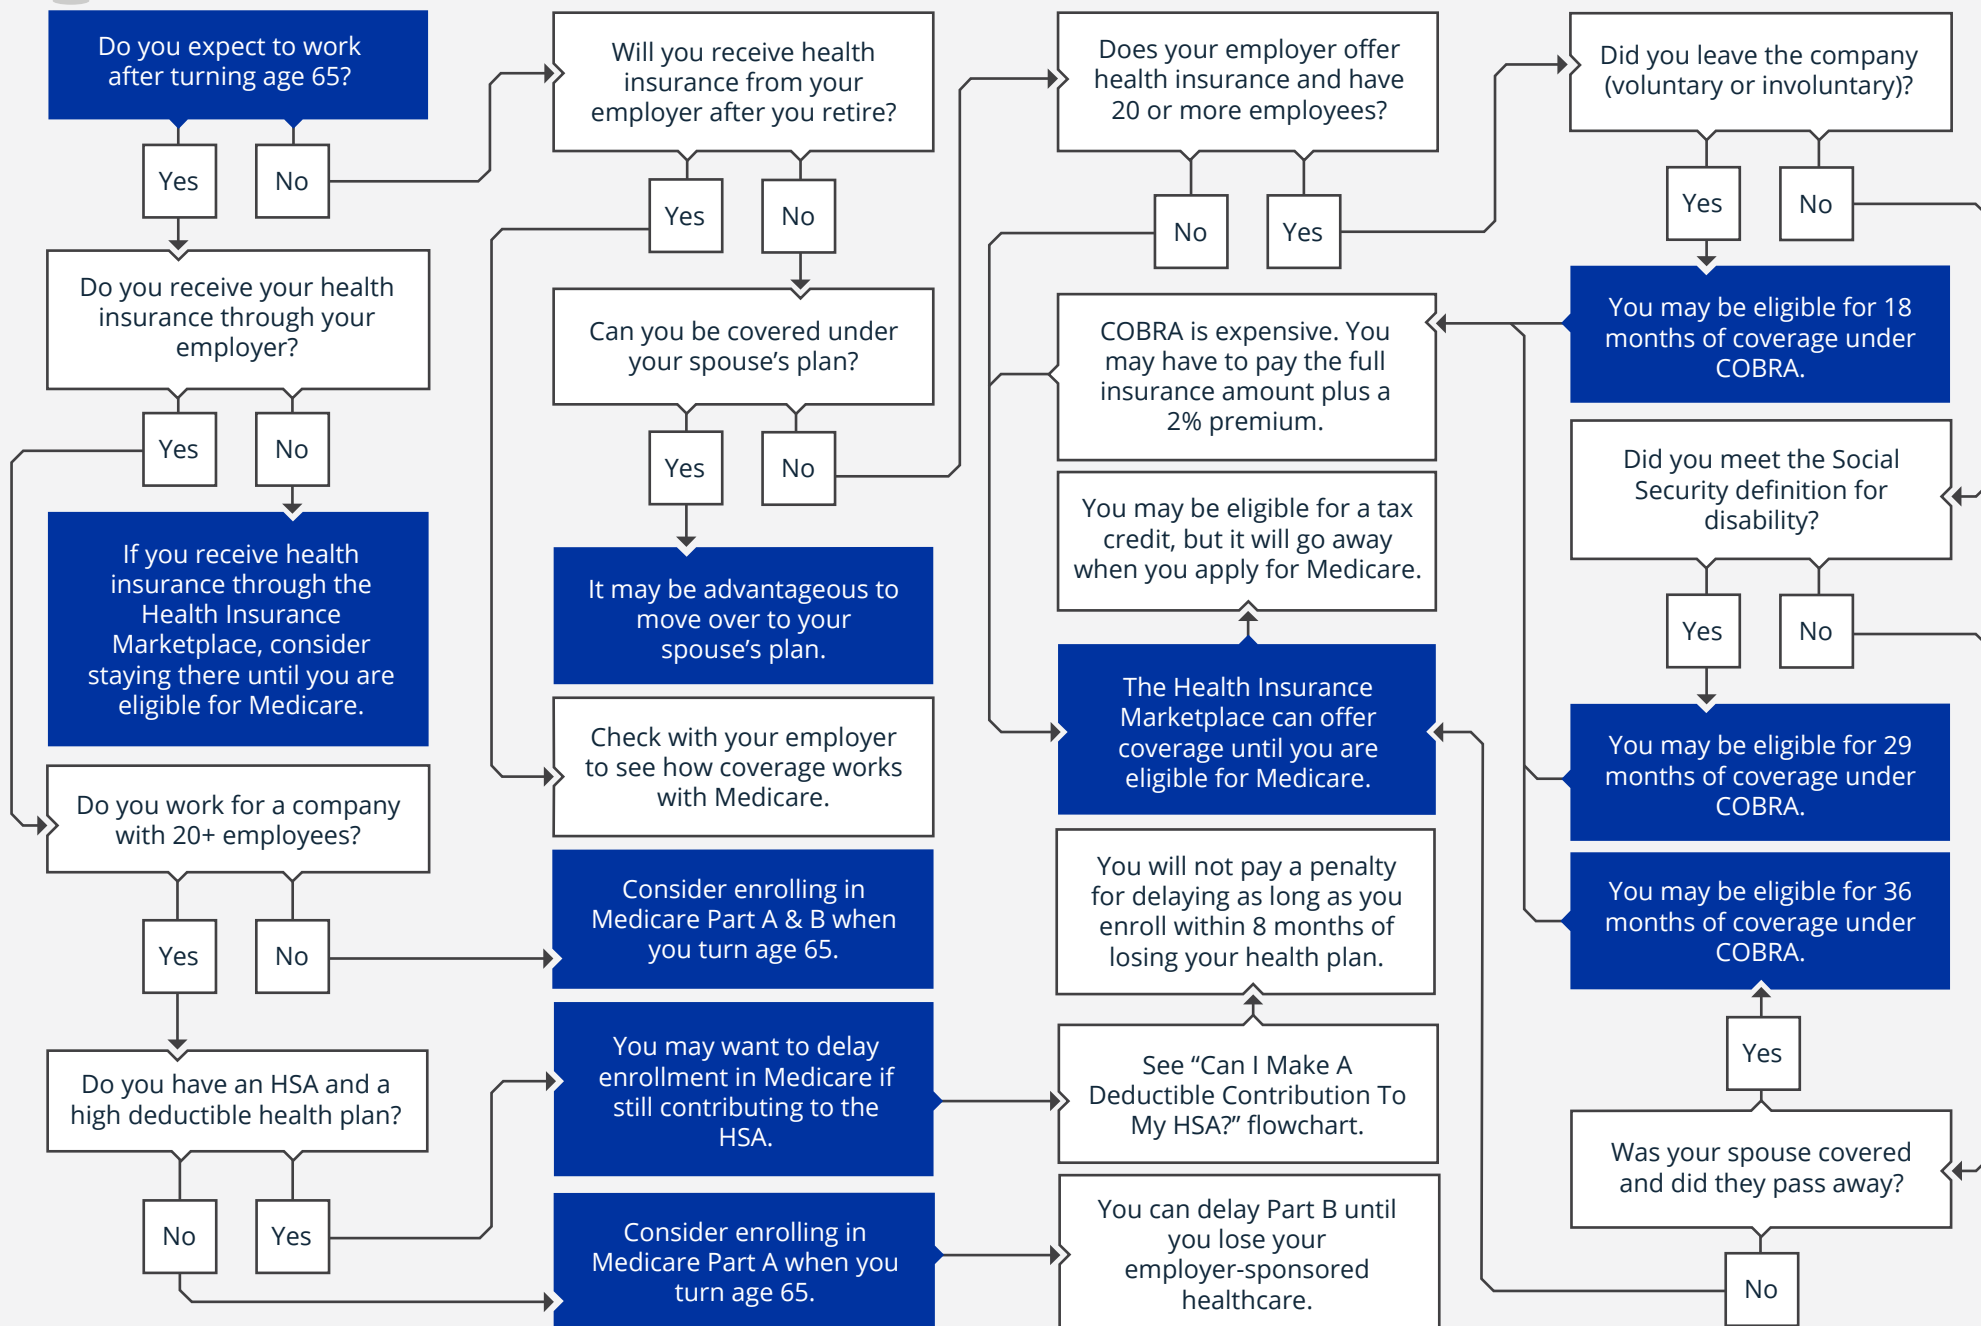 Do you expect to work
after turning age 65?
Yes
No
Do you receive your health
insurance through your
employer?
Yes
No
If you receive health
insurance through the
Health Insurance
Marketplace, consider
staying there until you are
eligible for Medicare.
Do you work for a company
with 20+ employees?
Yes
No
Do you have an HSA and a
high deductible health plan?
No
Yes
Will you receive health
insurance from your
employer after you retire?
Yes
No
Can you be covered under
your spouse’s plan?
Yes
No
It may be advantageous to
move over to your
spouse’s plan.
Check with your employer
to see how coverage works
with Medicare.
Consider enrolling in
Medicare Part A & B when
you turn age 65.
You may want to delay
enrollment in Medicare if
still contributing to the
HSA.
Consider enrolling in
Medicare Part A when you
turn age 65.
Does your employer offer
health insurance and have
20 or more employees?
No
Yes
COBRA is expensive. You
may have to pay the full
insurance amount plus a
2% premium.
You may be eligible for a tax
credit, but it will go away
when you apply for Medicare.
The Health Insurance
Marketplace can offer
coverage until you are
eligible for Medicare.
You will not pay a penalty
for delaying as long as you
enroll within 8 months of
losing your health plan.
See “Can I Make A
Deductible Contribution To
My HSA?” flowchart.
You can delay Part B until
you lose your
employer-sponsored
healthcare.
Did you leave the company
(voluntary or involuntary)?
Yes
No
You may be eligible for 18
months of coverage under
COBRA.
Did you meet the Social
Security definition for
disability?
Yes
No
You may be eligible for 29
months of coverage under
COBRA.
You may be eligible for 36
months of coverage under
COBRA.
Yes
Was your spouse covered
and did they pass away?
No